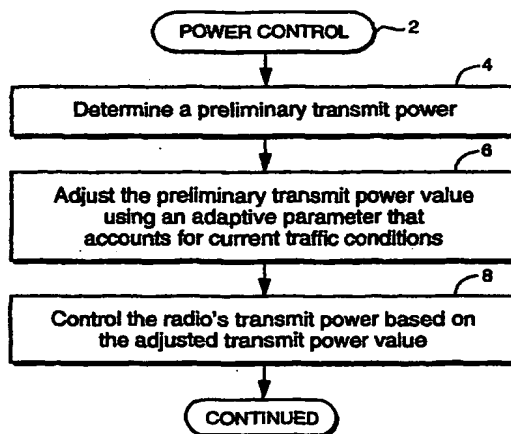 POWER CONTROL
2
4
Determine a preliminary transmit power
6
Adjust the preliminary transmit power value
using an adaptive parameter that
accounts for current traffic conditions
8
Control the radio's transmit power based on
the adjusted transmit power value
CONTINUED